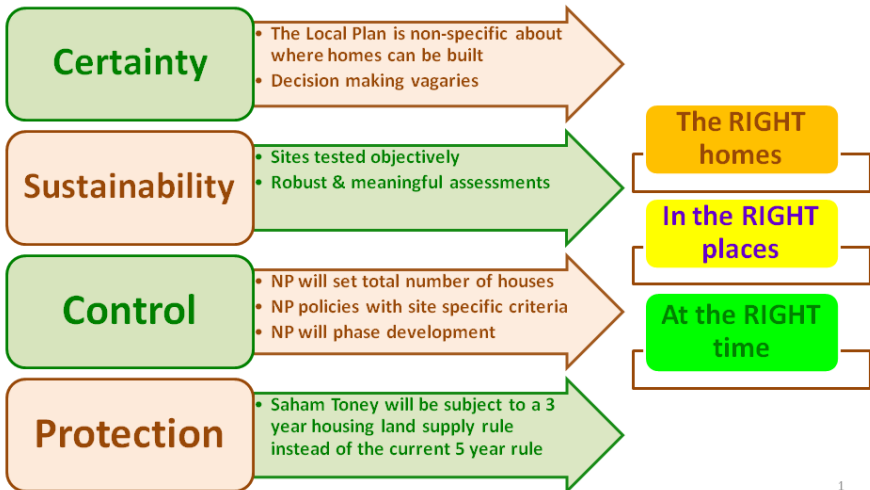 Certainty
• The Local Plan is non-specific about
where homes can be built
• Decision making vagaries
Sustainability
• Sites tested objectively
• Robust & meaningful assessments
Control
• NP will set total number of houses
• NP policies with site specific criteria
• NP will phase development
Protection
• Saham Toney will be subject to a 3
year housing land supply rule
instead of the current 5 year rule
The RIGHT
homes
In the RIGHT
places
At the RIGHT
time
1